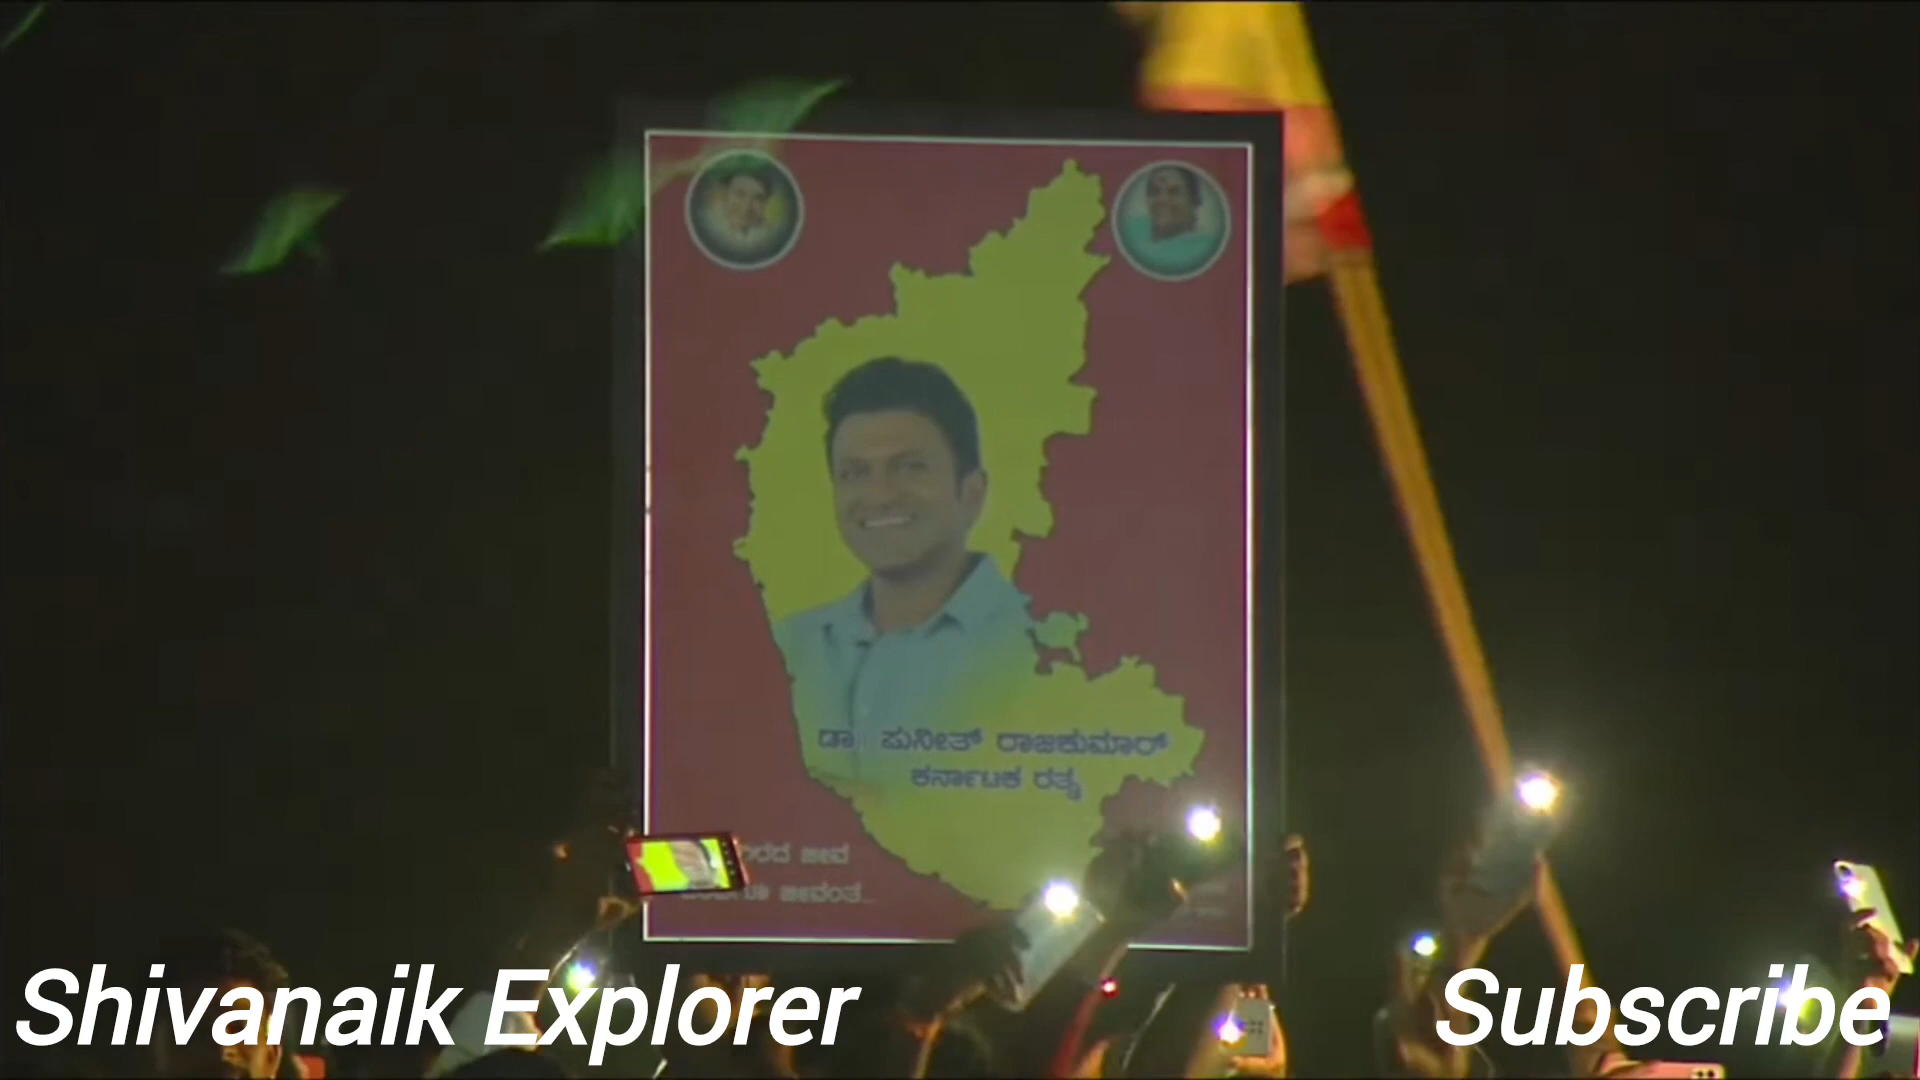 ಡಾ. ಪುನೀತ್ ರಾಜಕುಮಾರ್
ಕರ್ನಾಟಕ ರತ್ನ
ಜೀವ
ಜೀವಂತ...
Shivanaik Explorer
Subscribe